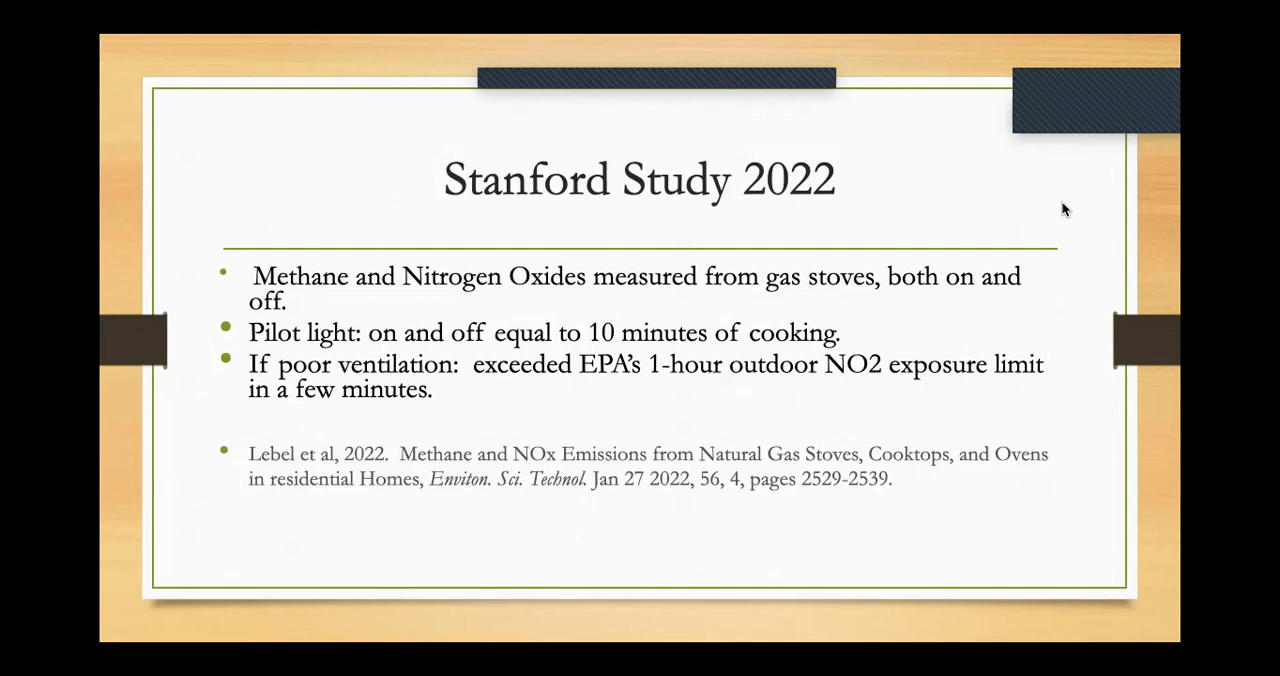 Stanford Study 2022
• Methane and Nitrogen Oxides measured from gas stoves, both on and
off.
• Pilot light: on and off equal to 10 minutes of cooking.
• If poor ventilation: exceeded EPA’s 1-hour outdoor NO2 exposure limit
in a few minutes.
• Lebel et al, 2022. Methane and NOx Emissions from Natural Gas Stoves, Cooktops, and Ovens
in residential Homes, Enviton. Sci. Technol. Jan 27 2022, 56, 4, pages 2529-2539.